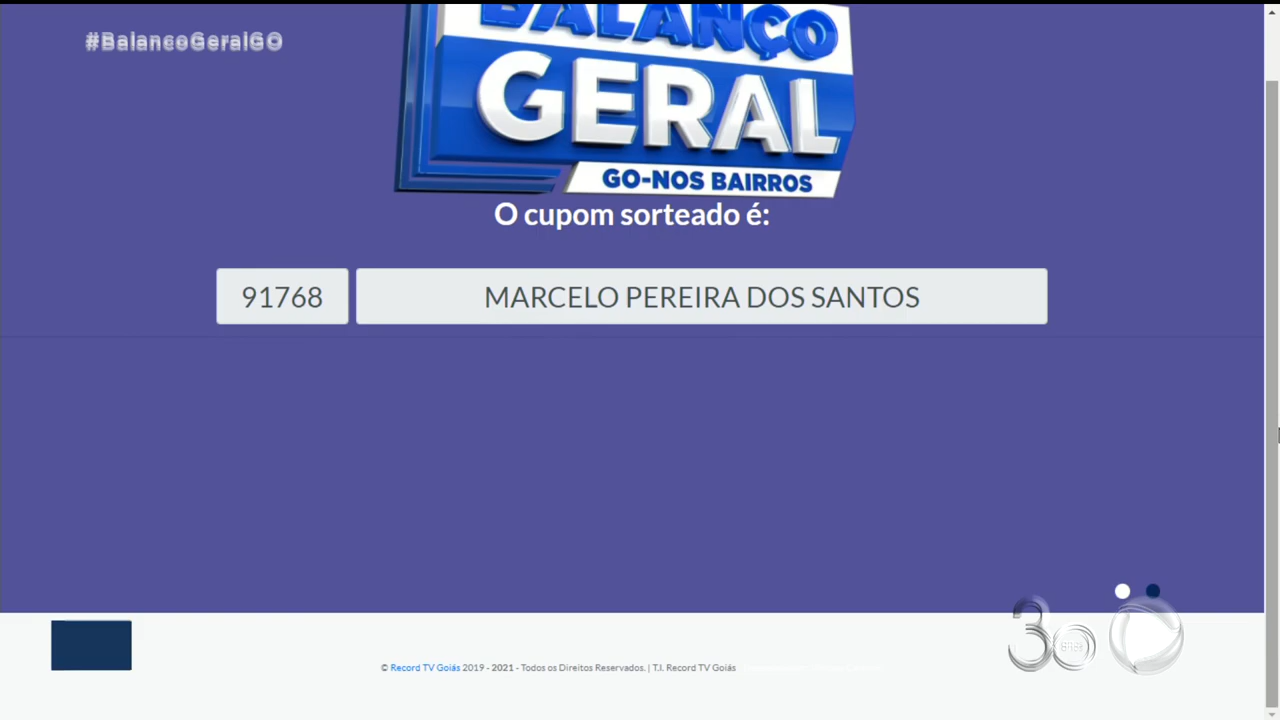 #BalancoGeralGO
BALANÇO
GERAL
GO-NOS BAIRROS
O cupom sorteado é:
91768 MARCELO PEREIRA DOS SANTOS
30
© Record TV Goiás 2019 - 2021 - Todos os Direitos Reservados. | T.I. Record TV Goiás